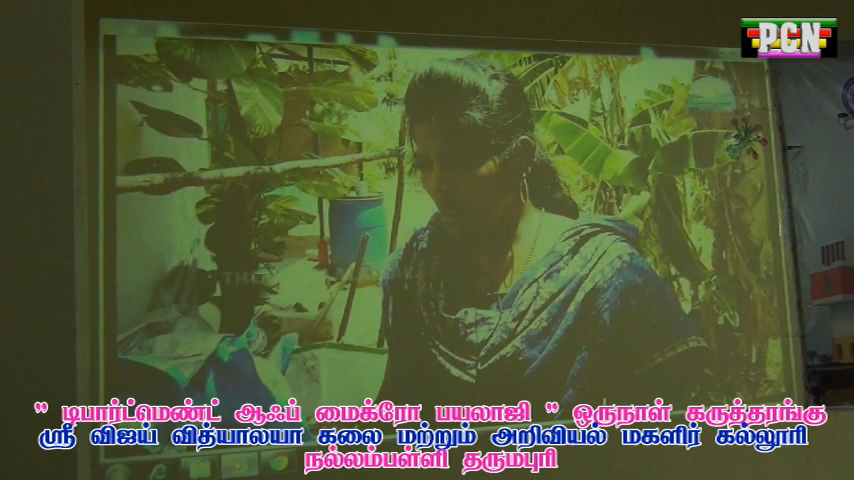 PCN
" டிபார்ட்மெண்ட் ஆஃப் மைக்ரோ பயலாஜி " ஒருநாள் கருத்தரங்கு
ஸ்ரீ விஜய் வித்யாலயா கலை மற்றும் அறிவியல் மகளிர் கல்லூரி
நல்லம்பள்ளி தருமபுரி